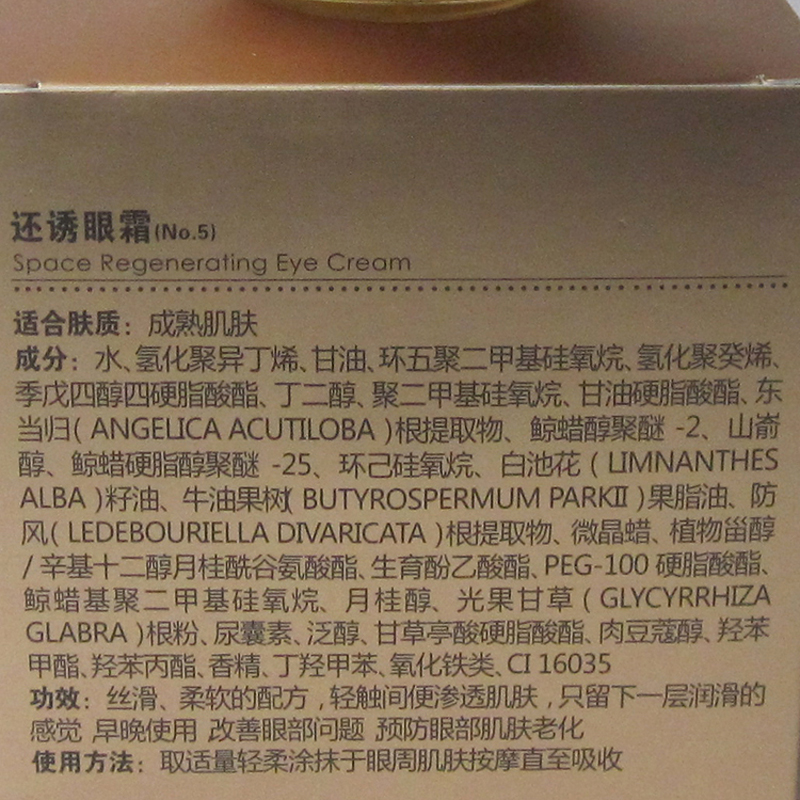 还诱眼霜(No.5)
Space Regenerating Eye Cream
适合肤质：成熟肌肤
成分：水、氢化聚异丁烯、甘油、环五聚二甲基硅氧烷、氢化聚癸烯、
季戊四醇四硬脂酸酯、丁二醇、聚二甲基硅氧烷、甘油硬脂酸酯、东
当归( ANGELICA ACUTILOBA )根提取物、鲸蜡醇聚醚 -2、山嵛
醇、鲸蜡硬脂醇聚醚 -25、环己硅氧烷、白池花 ( LIMNANTHES
ALBA )籽油、牛油果树( BUTYROSPERMUM PARKII )果脂油、防
风( LEDEBOURIELLA DIVARICATA )根提取物、微晶蜡、植物甾醇
/ 辛基十二醇月桂酰谷氨酸酯、生育酚乙酸酯、PEG-100 硬脂酸酯、
鲸蜡基聚二甲基硅氧烷、月桂醇、光果甘草 ( GLYCYRRHIZA
GLABRA )根粉、尿囊素、泛醇、甘草亭酸硬脂酸酯、肉豆蔻醇、羟苯
甲酯、羟苯丙酯、香精、丁羟甲苯、氧化铁类、CI 16035
功效：丝滑、柔软的配方，轻触间便渗透肌肤，只留下一层润滑的
感觉 早晚使用 改善眼部问题 预防眼部肌肤老化
使用方法：取适量轻柔涂抹于眼周肌肤按摩直至吸收